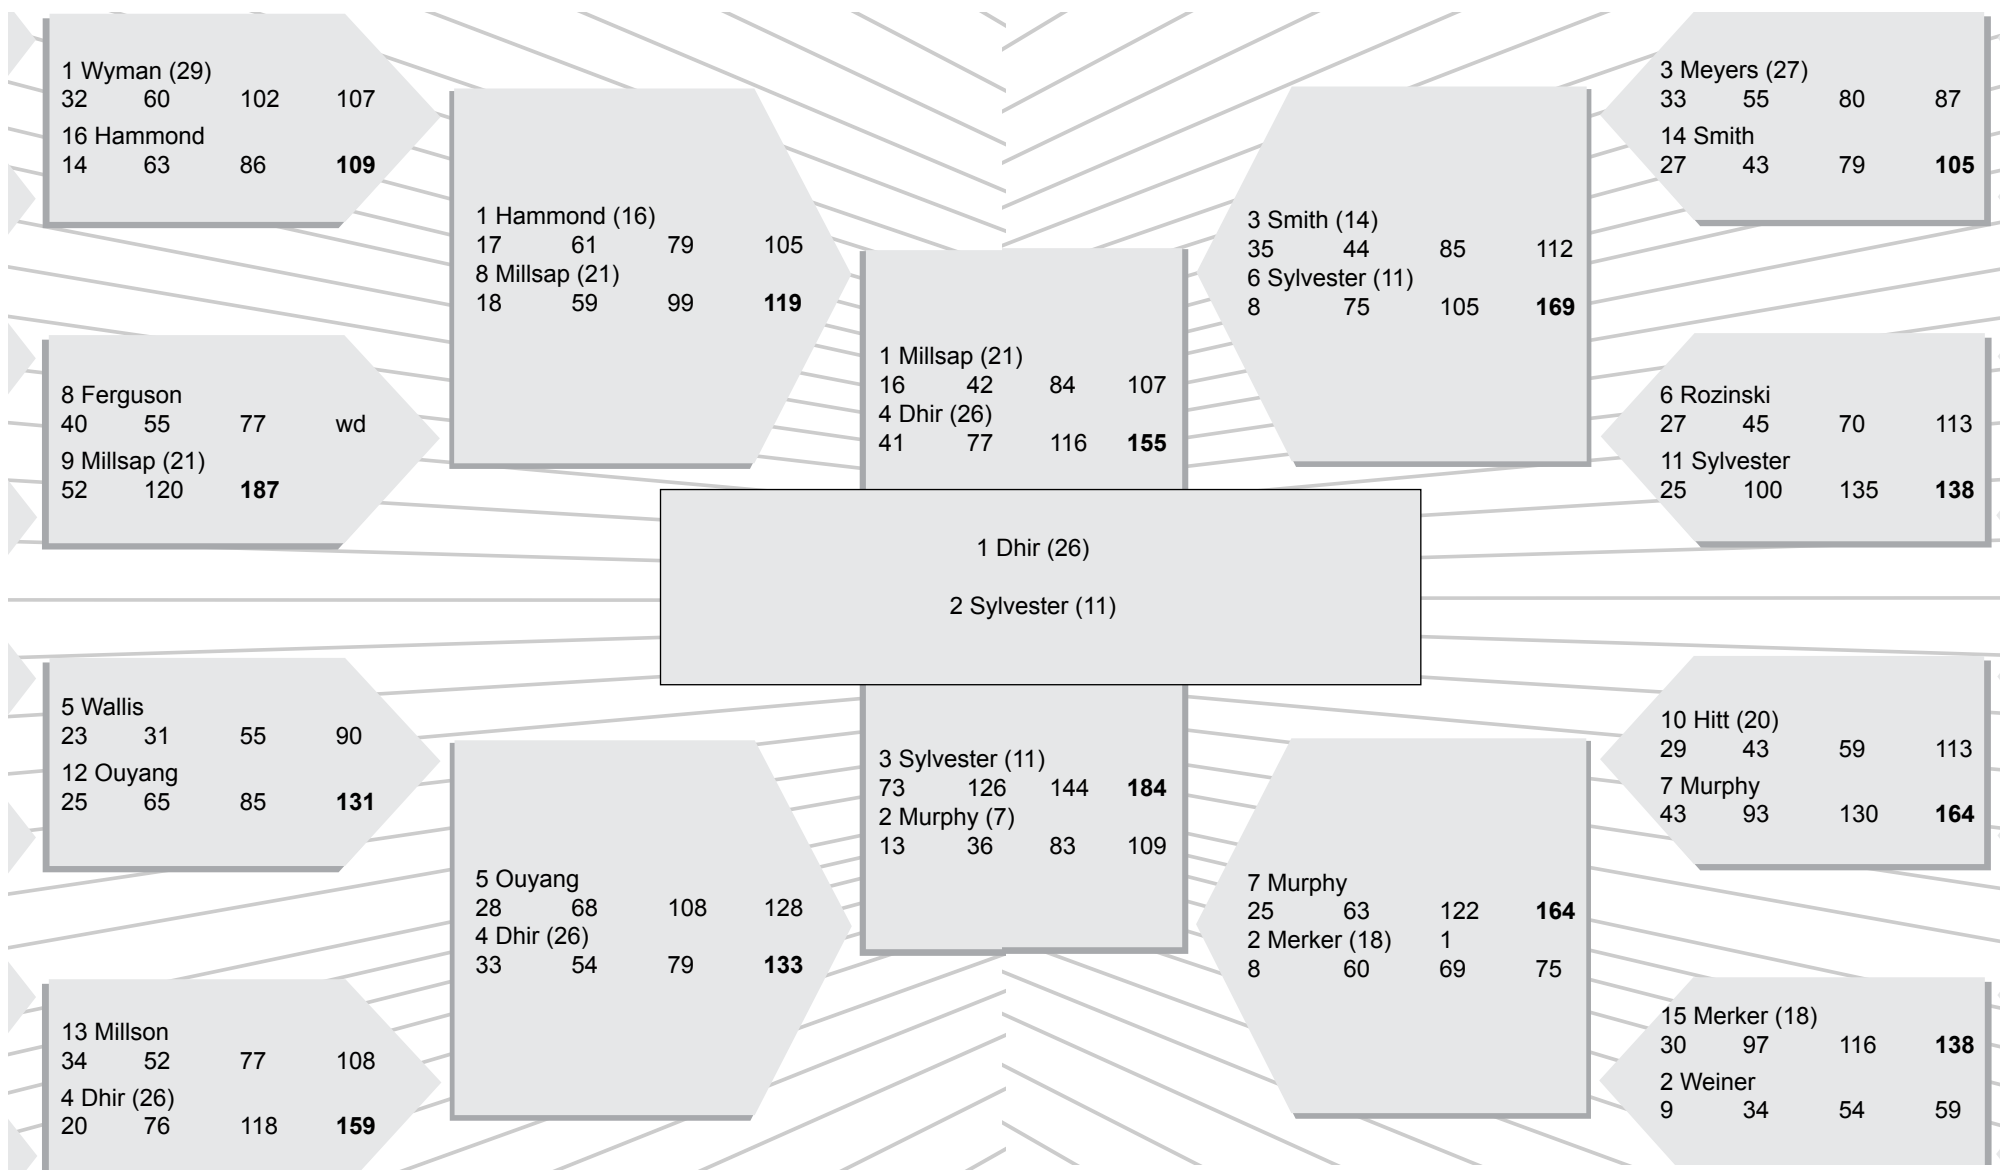 1 Wyman (29)
32 60 102 107
16 Hammond
14 63 86 109
8 Ferguson
40 55 77 wd
9 Millsap (21)
52 120 187
5 Wallis
23 31 55 90
12 Ouyang
25 65 85 131
13 Millson
34 52 77 108
4 Dhir (26)
20 76 118 159
1 Hammond (16)
17 61 79 105
8 Millsap (21)
18 59 99 119
5 Ouyang
28 68 108 128
4 Dhir (26)
33 54 79 133
1 Millsap (21)
16 42 84 107
4 Dhir (26)
41 77 116 155
1 Dhir (26)
2 Sylvester (11)
3 Sylvester (11)
73 126 144 184
2 Murphy (7)
13 36 83 109
3 Smith (14)
35 44 85 112
6 Sylvester (11)
8 75 105 169
7 Murphy
25 63 122 164
2 Merker (18) 1
8 60 69 75
3 Meyers (27)
33 55 80 87
14 Smith
27 43 79 105
6 Rozinski
27 45 70 113
11 Sylvester
25 100 135 138
10 Hitt (20)
29 43 59 113
7 Murphy
43 93 130 164
15 Merker (18)
30 97 116 138
2 Weiner
9 34 54 59